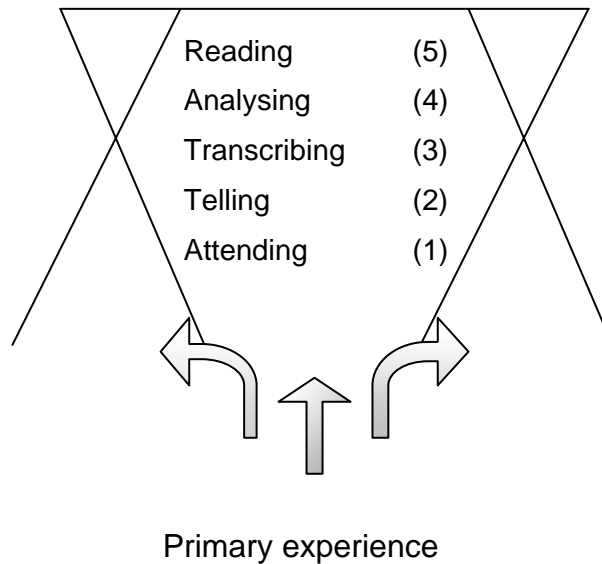 Reading (5)
Analysing (4)
Transcribing (3)
Telling (2)
Attending (1)
Primary experience